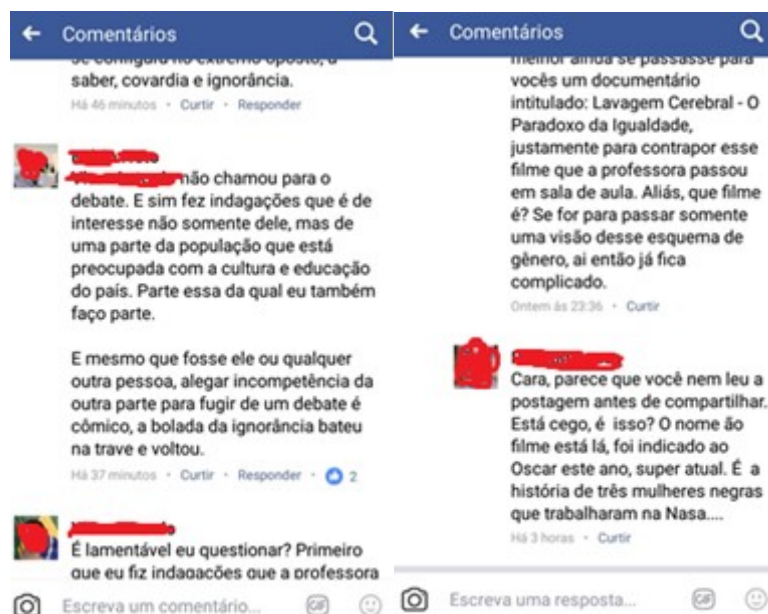 Comentários
saber, covardia e ignorância.
Há 46 minutos · Curtir · Responder
não chamou para o
debate. E sim fez indagações que é de
interesse não somente dele, mas de
uma parte da população que está
preocupada com a cultura e educação
do país. Parte essa da qual eu também
faço parte.
E mesmo que fosse ele ou qualquer
outra pessoa, alegar incompetência da
outra parte para fugir de um debate é
cômico, a bolada da ignorância bateu
na trave e voltou.
Há 37 minutos · Curtir · Responder · 2
É lamentável eu questionar? Primeiro
que eu fiz indagações que a professora
Escreva um comentário...
GIF
Comentários
melhor ainda se passasse para
vocês um documentário
intitulado: Lavagem Cerebral - O
Paradoxo da Igualdade,
justamente para contrapor esse
filme que a professora passou
em sala de aula. Aliás, que filme
é? Se for para passar somente
uma visão desse esquema de
gênero, ai então já fica
complicado.
Ontem às 23:36 · Curtir
Cara, parece que você nem leu a
postagem antes de compartilhar.
Está cego, é isso? O nome ão
filme está lá, foi indicado ao
Oscar este ano, super atual. É a
história de três mulheres negras
que trabalharam na Nasa....
Há 3 horas · Curtir
Escreva uma resposta...
GIF